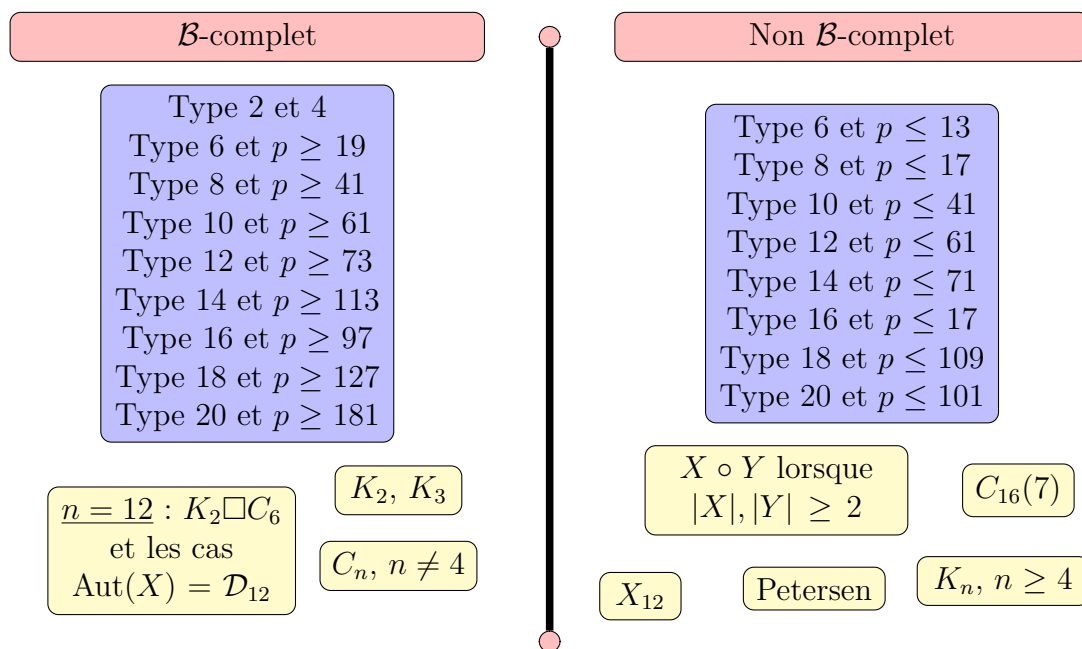 𝓑-complet
Type 2 et 4
Type 6 et p ≥ 19
Type 8 et p ≥ 41
Type 10 et p ≥ 61
Type 12 et p ≥ 73
Type 14 et p ≥ 113
Type 16 et p ≥ 97
Type 18 et p ≥ 127
Type 20 et p ≥ 181
n = 12 : K₂□C₆
et les cas
Aut(X) = 𝒟₁₂
K₂, K₃
Cₙ, n ≠ 4
Non 𝓑-complet
Type 6 et p ≤ 13
Type 8 et p ≤ 17
Type 10 et p ≤ 41
Type 12 et p ≤ 61
Type 14 et p ≤ 71
Type 16 et p ≤ 17
Type 18 et p ≤ 109
Type 20 et p ≤ 101
X ∘ Y lorsque
|X|, |Y| ≥ 2
C₁₆(7)
X₁₂
Petersen
Kₙ, n ≥ 4